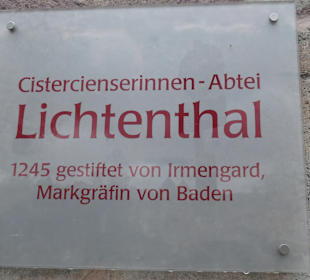 Cistercienserinnen-Abtei
Lichtenthal
1245 gestiftet von Irmengard,
Markgräfin von Baden